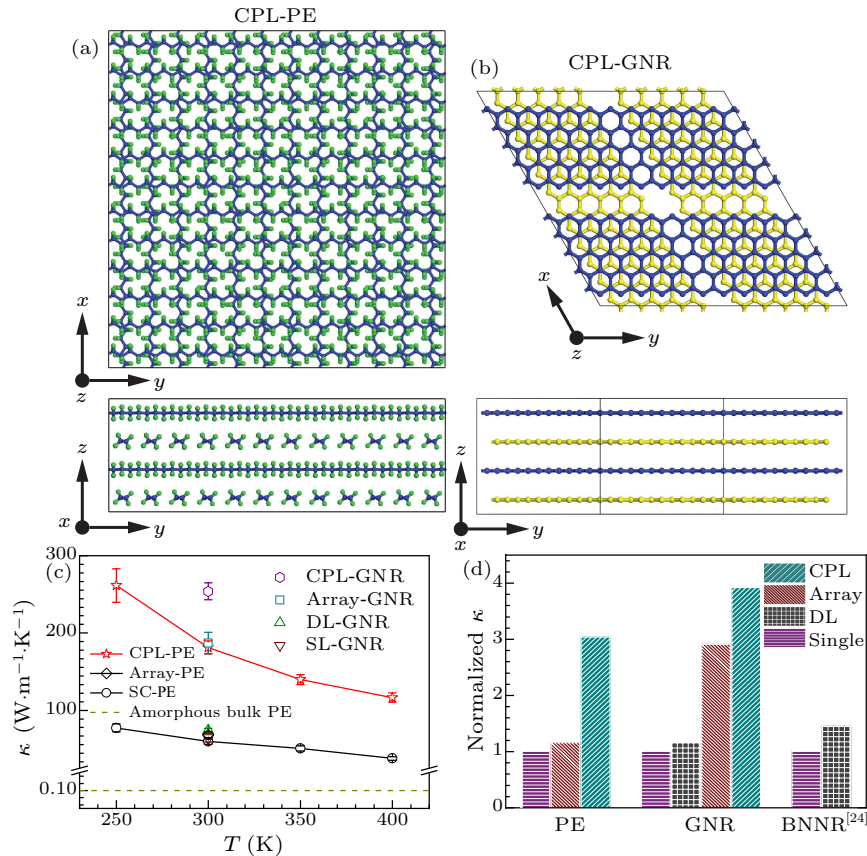 CPL-PE
(a)
x
z
y
z
x
y
(b)
CPL-GNR
x
z
y
z
x
y
(c)
300
200
100
0.10
κ (W·m⁻¹·K⁻¹)
CPL-GNR
Array-GNR
DL-GNR
SL-GNR
CPL-PE
Array-PE
SC-PE
Amorphous bulk PE
250
300
350
400
T (K)
(d)
4
3
2
1
0
Normalized κ
CPL
Array
DL
Single
PE
GNR
BNNR[24]